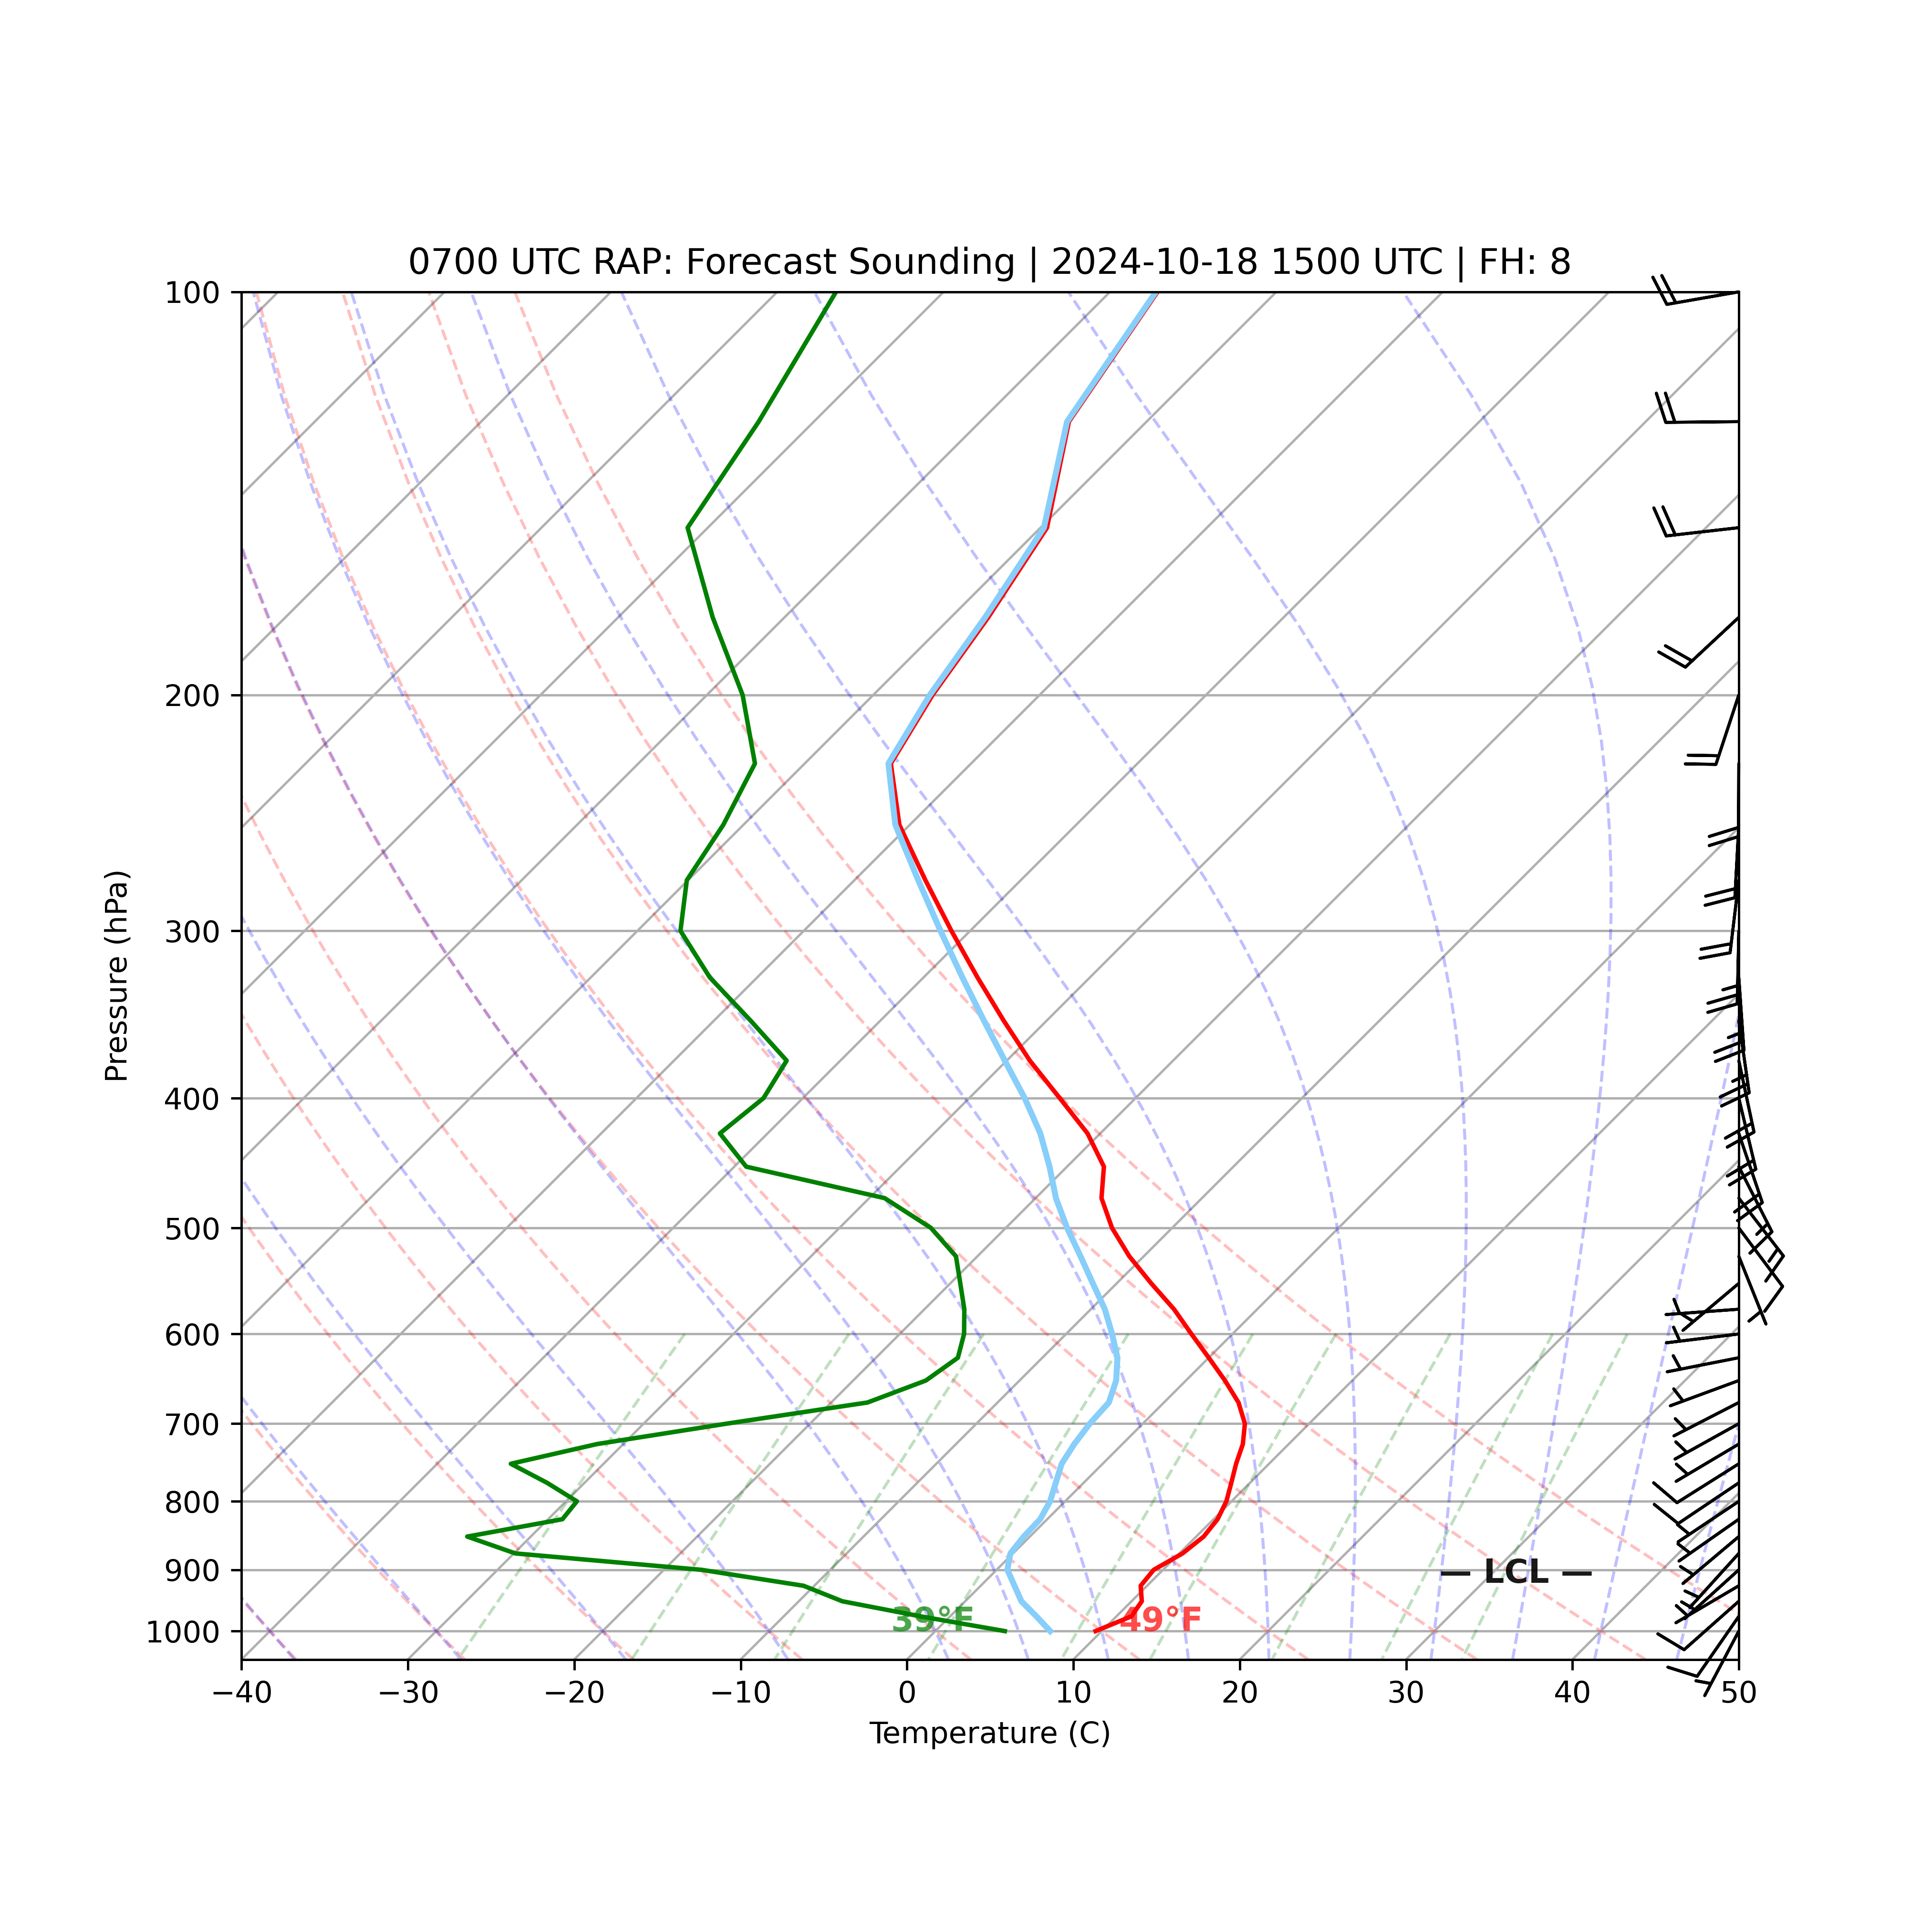 0700 UTC RAP: Forecast Sounding | 2024-10-18 1500 UTC | FH: 8
100
200
300
400
500
600
700
800
900
1000
Pressure (hPa)
— LCL —
39°F
49°F
−40 −30 −20 −10 0 10 20 30 40 50
Temperature (C)